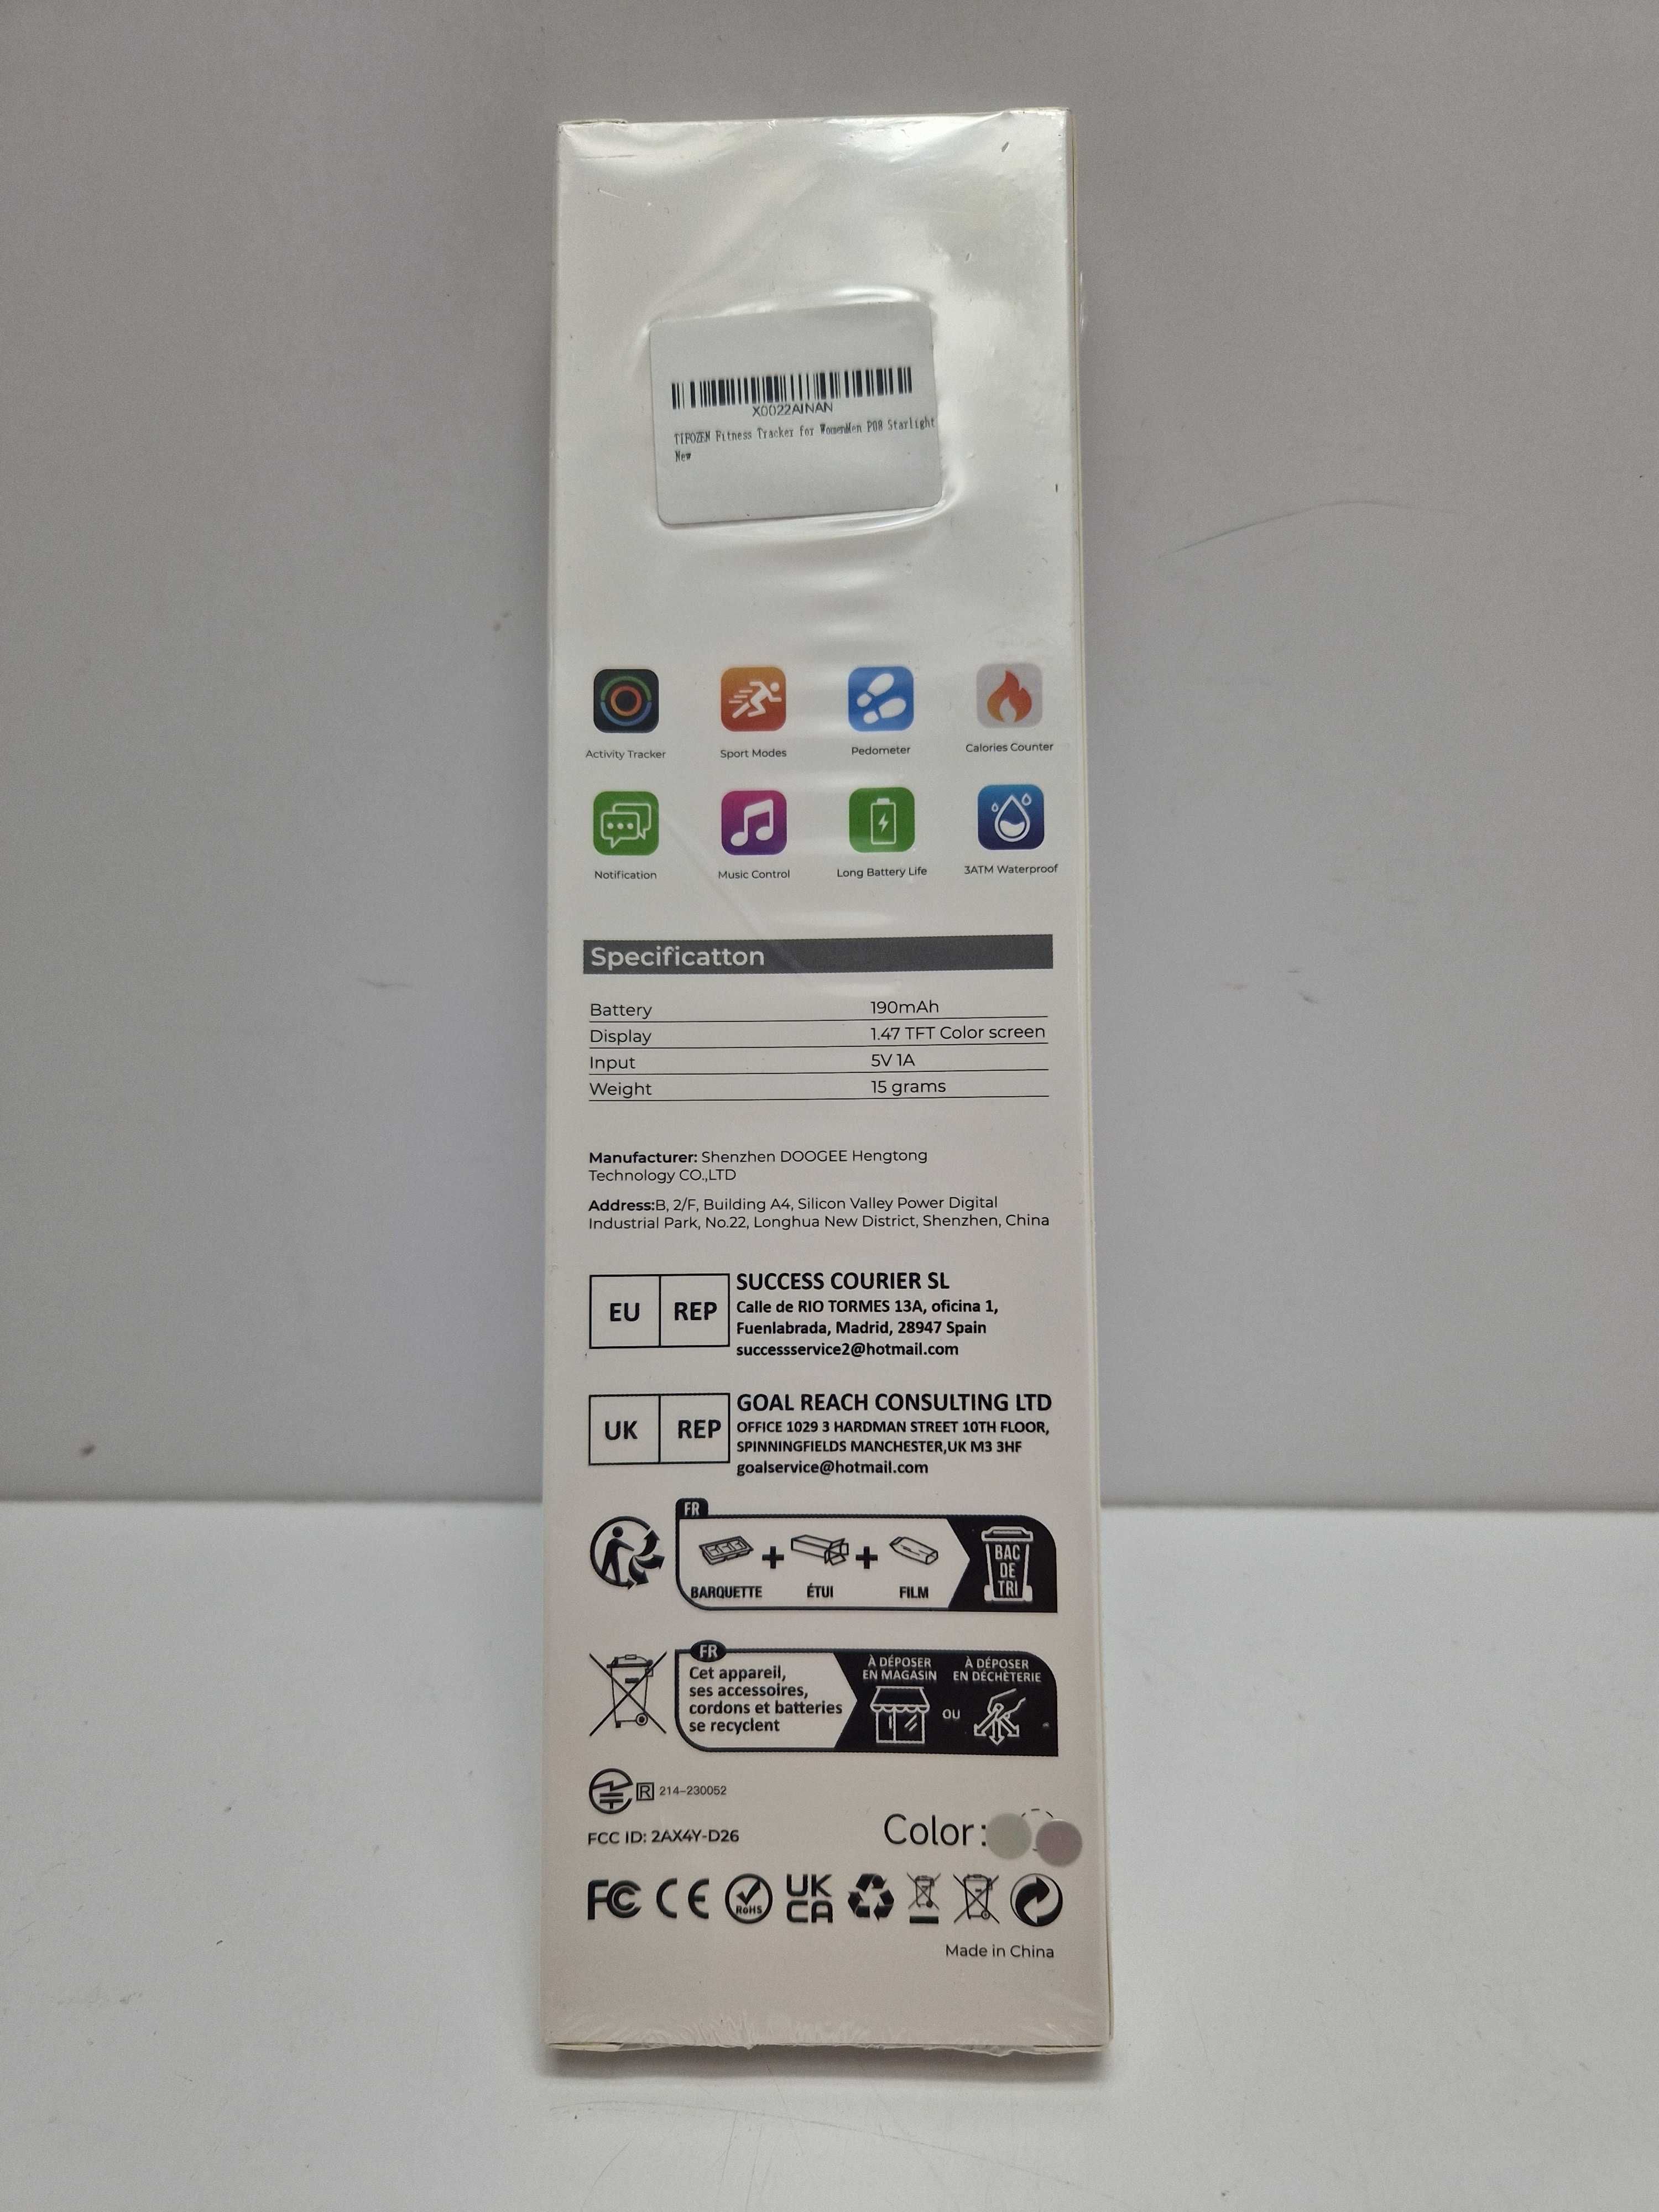 X0022AINAN
TIPOZEM Fitness Tracker for WomenMen P08 Starlight
New
Activity Tracker
Sport Modes
Pedometer
Calories Counter
Notification
Music Control
Long Battery Life
3ATM Waterproof
Specificatton
Battery 190mAh
Display 1.47 TFT Color screen
Input 5V 1A
Weight 15 grams
Manufacturer: Shenzhen DOOGEE Hengtong
Technology CO.,LTD
Address:B, 2/F, Building A4, Silicon Valley Power Digital
Industrial Park, No.22, Longhua New District, Shenzhen, China
EU REP
SUCCESS COURIER SL
Calle de RIO TORMES 13A, oficina 1,
Fuenlabrada, Madrid, 28947 Spain
successservice2@hotmail.com
UK REP
GOAL REACH CONSULTING LTD
OFFICE 1029 3 HARDMAN STREET 10TH FLOOR,
SPINNINGFIELDS MANCHESTER,UK M3 3HF
goalservice@hotmail.com
FR
BARQUETTE + ÉTUI + FILM
BAC
DE
TRI
FR
Cet appareil,
ses accessoires,
cordons et batteries
se recyclent
À DÉPOSER
EN MAGASIN
OU
À DÉPOSER
EN DÉCHÈTERIE
R 214-230052
FCC ID: 2AX4Y-D26
Color:
FC CE RoHS UK
CA
Made in China